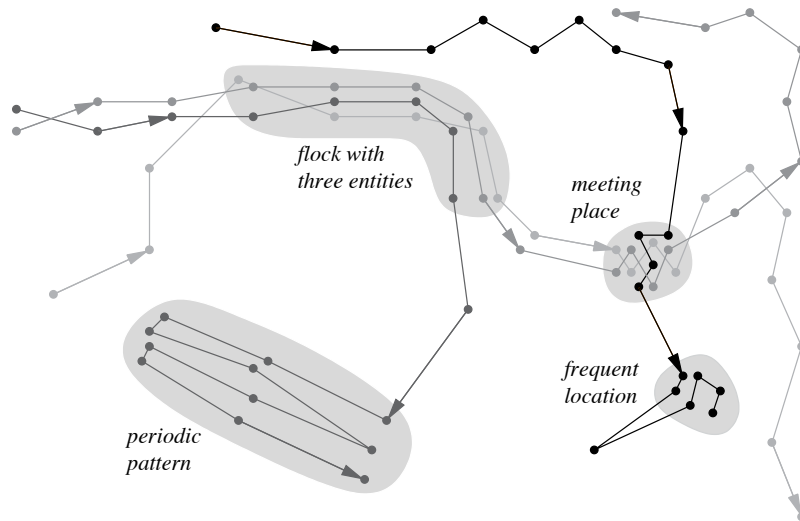 flock with
three entities
meeting
place
frequent
location
periodic
pattern